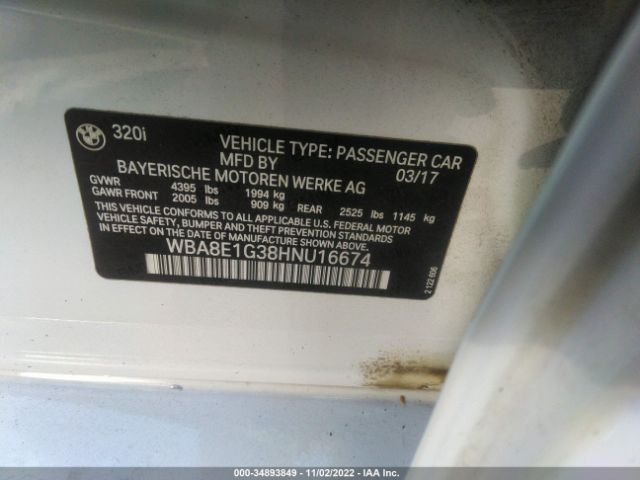 320i
VEHICLE TYPE: PASSENGER CAR
MFD BY 03/17
BAYERISCHE MOTOREN WERKE AG
GVWR 4395 lbs 1994 kg
GAWR FRONT 2005 lbs 909 kg REAR 2525 lbs 1145 kg
THIS VEHICLE CONFORMS TO ALL APPLICABLE U.S. FEDERAL MOTOR
VEHICLE SAFETY, BUMPER AND THEFT PREVENTION STANDARDS
IN EFFECT ON THE DATE OF MANUFACTURE SHOWN ABOVE.
WBA8E1G38HNU16674
2 122 606
000-34893849 - 11/02/2022 - IAA Inc.